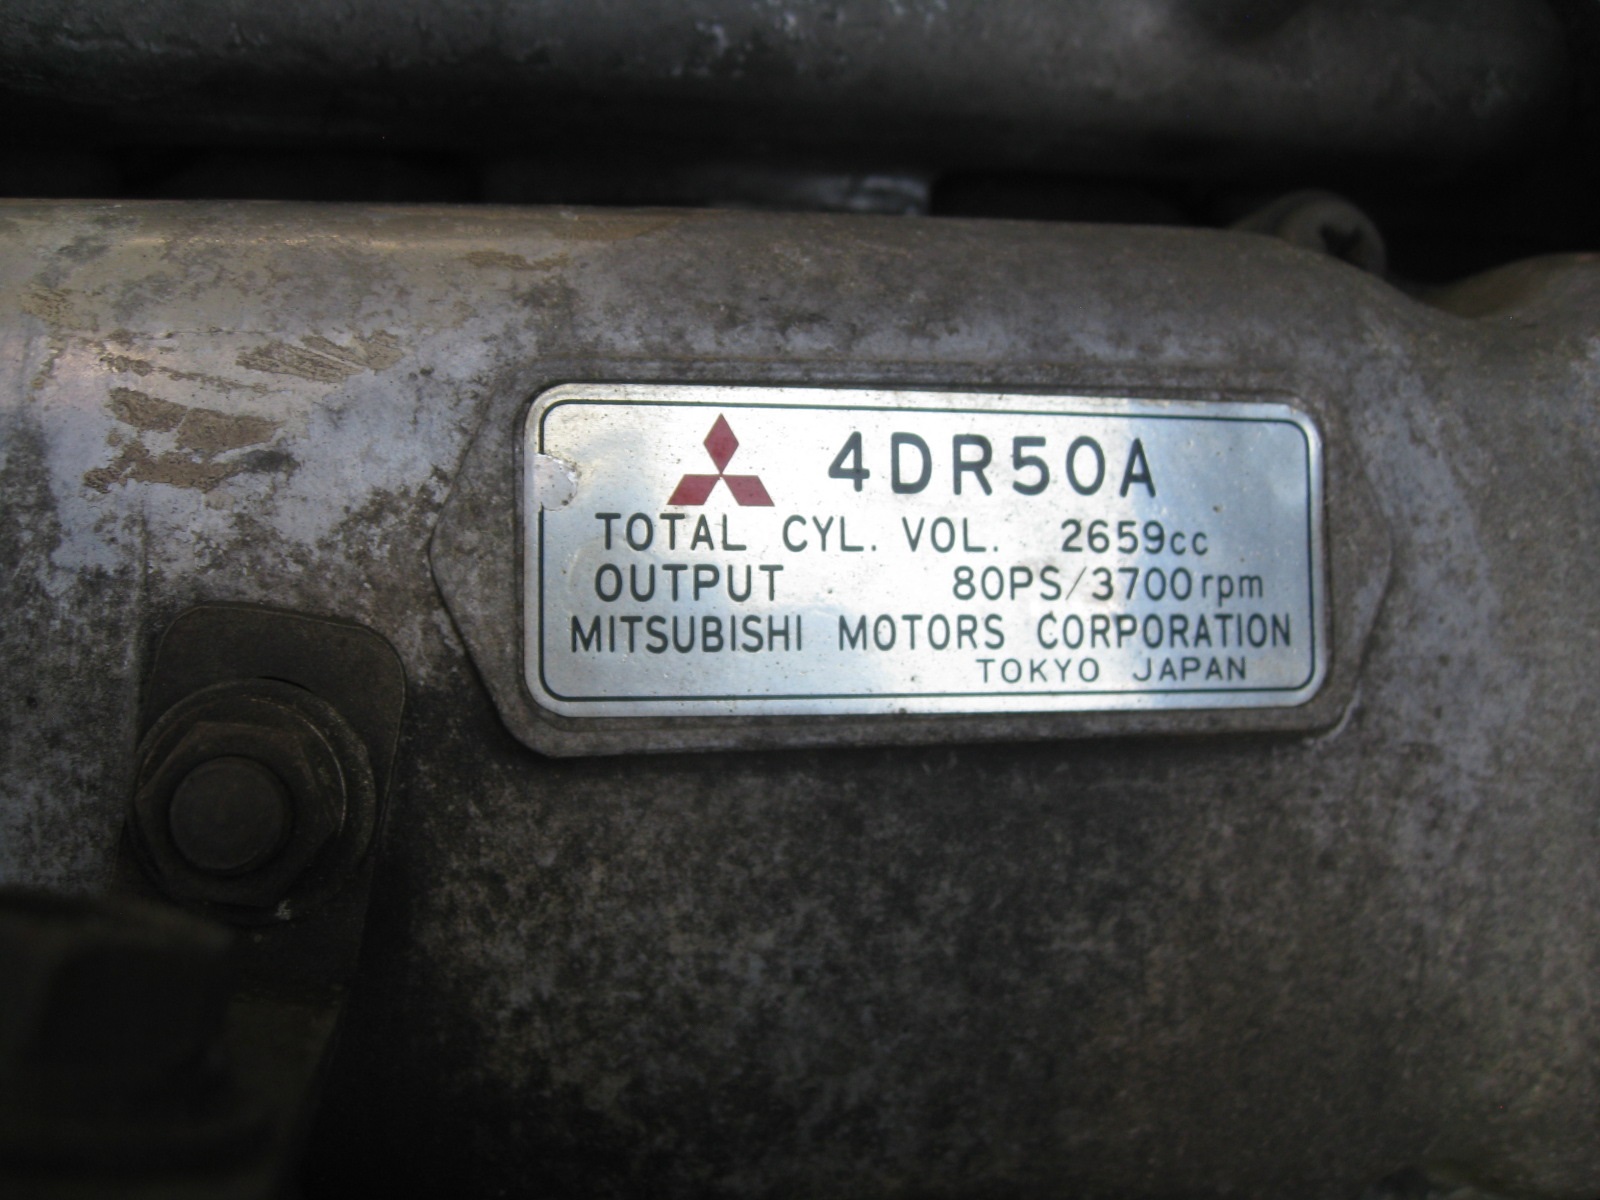 4DR50A
TOTAL CYL. VOL. 2659cc
OUTPUT 80PS/3700rpm
MITSUBISHI MOTORS CORPORATION
TOKYO JAPAN